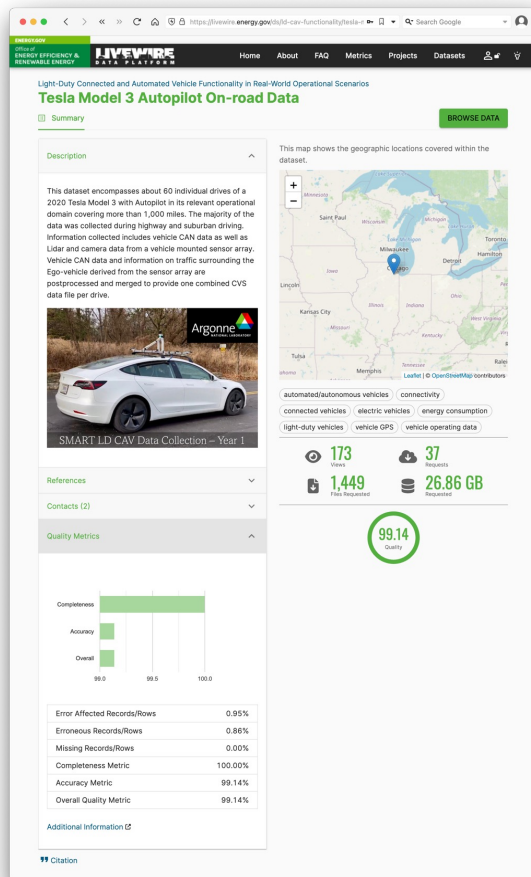 https://livewire.energy.gov/ds/ld-cav-functionality/tesla-r
Search Google
ENERGY.GOV
Office of
ENERGY EFFICIENCY &
RENEWABLE ENERGY
LIVEWIRE
DATA PLATFORM
Home
About
FAQ
Metrics
Projects
Datasets
Light-Duty Connected and Automated Vehicle Functionality in Real-World Operational Scenarios
Tesla Model 3 Autopilot On-road Data
Summary
BROWSE DATA
Description
This dataset encompasses about 60 individual drives of a
2020 Tesla Model 3 with Autopilot in its relevant operational
domain covering more than 1,000 miles. The majority of the
data was collected during highway and suburban driving.
Information collected includes vehicle CAN data as well as
Lidar and camera data from a vehicle mounted sensor array.
Vehicle CAN data and information on traffic surrounding the
Ego-vehicle derived from the sensor array are
postprocessed and merged to provide one combined CVS
data file per drive.
Argonne
NATIONAL LABORATORY
SMART LD CAV Data Collection – Year 1
References
Contacts (2)
Quality Metrics
Completeness
Accuracy
Overall
99.0
99.5
100.0
Error Affected Records/Rows 0.95%
Erroneous Records/Rows 0.86%
Missing Records/Rows 0.00%
Completeness Metric 100.00%
Accuracy Metric 99.14%
Overall Quality Metric 99.14%
Additional Information
Citation
This map shows the geographic locations covered within the
dataset.
+
−
Saint Paul
Wisconsin
Michigan
Toronto
Milwaukee
Hamilton
Detroit
Iowa
Lincoln
Illinois
Indiana
Ohio
Kansas City
West Virginia
Missouri
Kentucky
Tulsa
Tennessee
Memphis
Leaflet | © OpenStreetMap contributors
automated/autonomous vehicles
connectivity
connected vehicles
electric vehicles
energy consumption
light-duty vehicles
vehicle GPS
vehicle operating data
173
Views
37
Requests
1,449
Files Requested
26.86 GB
Requested
99.14
Quality